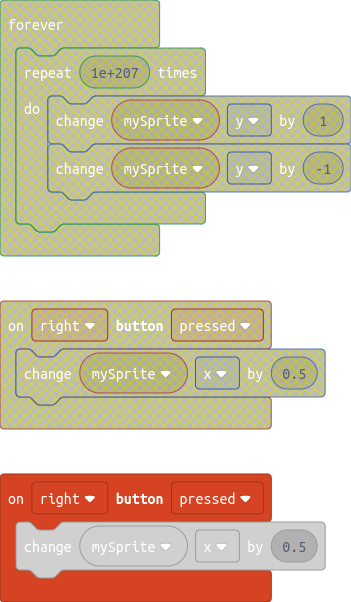 forever
repeat 1e+207 times
do
change mySprite y by 1
change mySprite y by -1
on right button pressed
change mySprite x by 0.5
on right button pressed
change mySprite x by 0.5